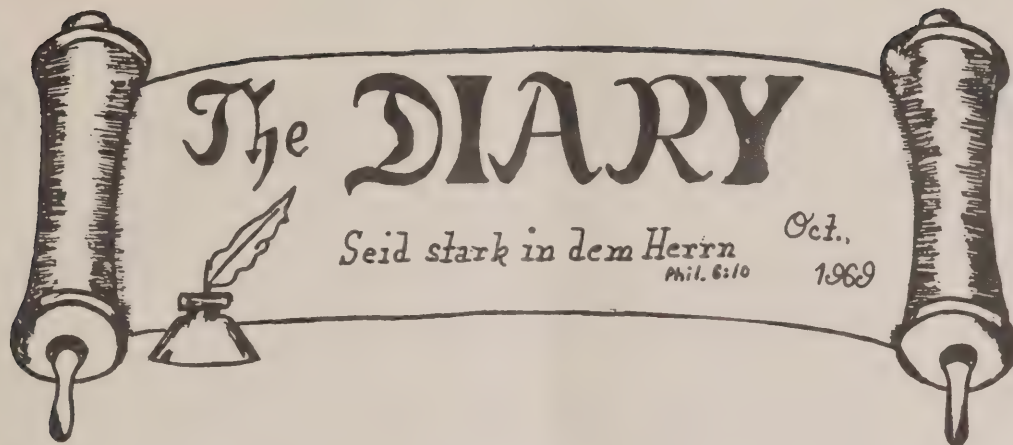 The DIARY
Seid stark in dem Herrn
Phil. 6:10
Oct.,
1969